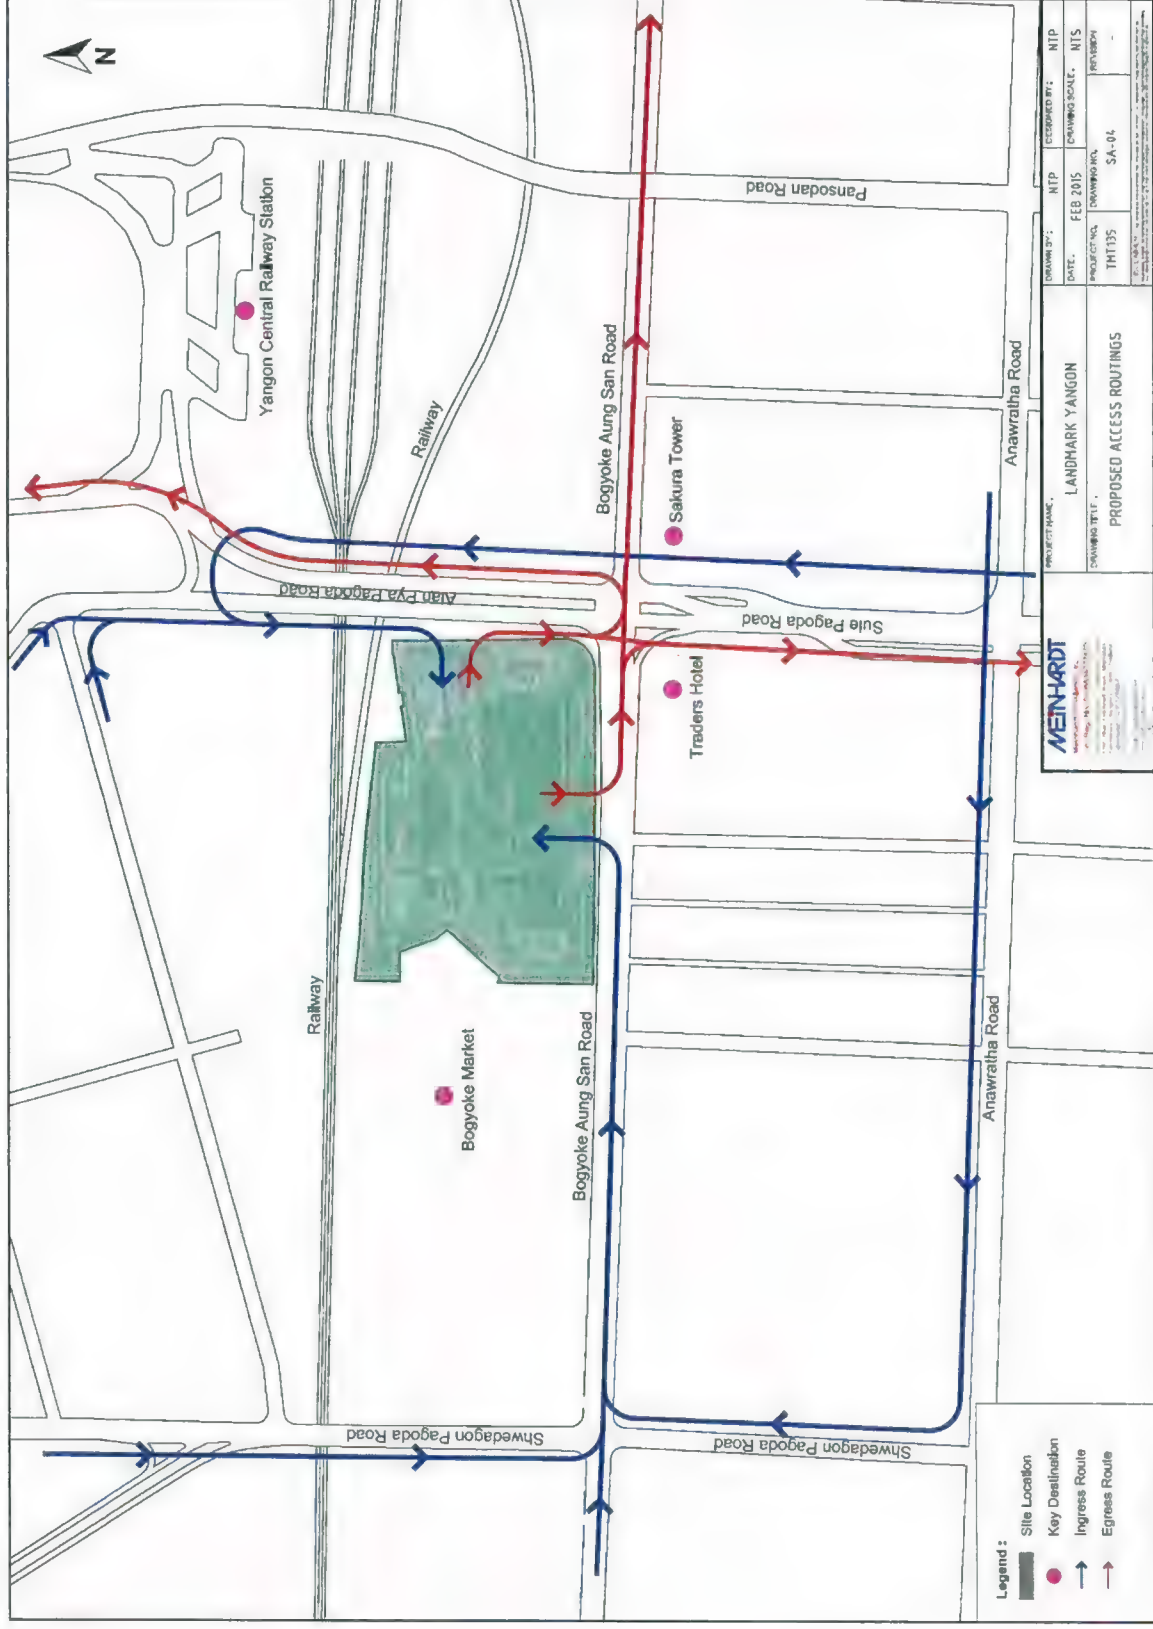 N
Yangon Central Railway Station
Railway
Pansodan Road
Bogyoke Aung San Road
Sakura Tower
Anawratha Road
Alan Pya Pagoda Road
Sule Pagoda Road
Traders Hotel
Railway
Bogyoke Market
Bogyoke Aung San Road
Anawratha Road
Shwedagon Pagoda Road
Shwedagon Pagoda Road
Legend :
Site Location
Key Destination
Ingress Route
Egress Route
MEINHARDT
PROJECT NAME.
LANDMARK YANGON
DRAWING TITLE.
PROPOSED ACCESS ROUTINGS
DRAWN BY : NTP
DESIGNED BY : NTP
DATE. FEB 2015
DRAWING SCALE. NTS
PROJECT NO. TMT135
DRAWING NO. SA-04
REVISION -